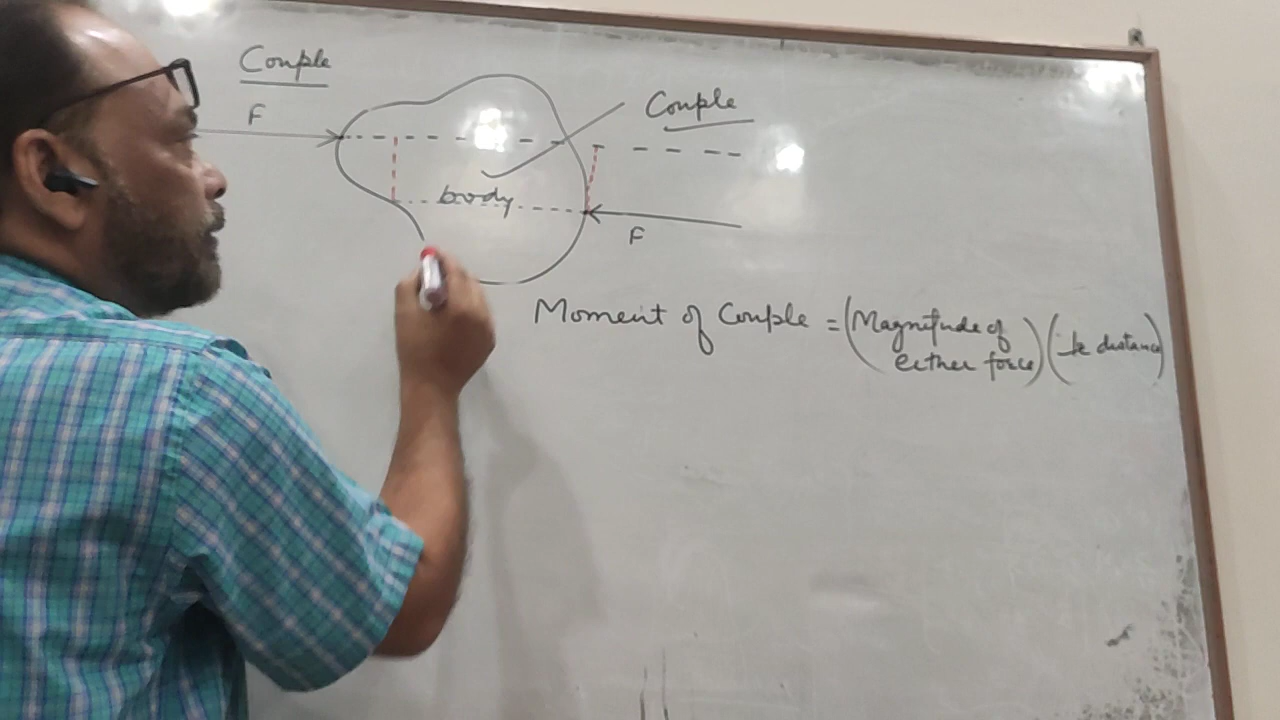 Couple
F
Couple
body
F
Moment of Couple = (Magnitude of either force) (⊥r distance)